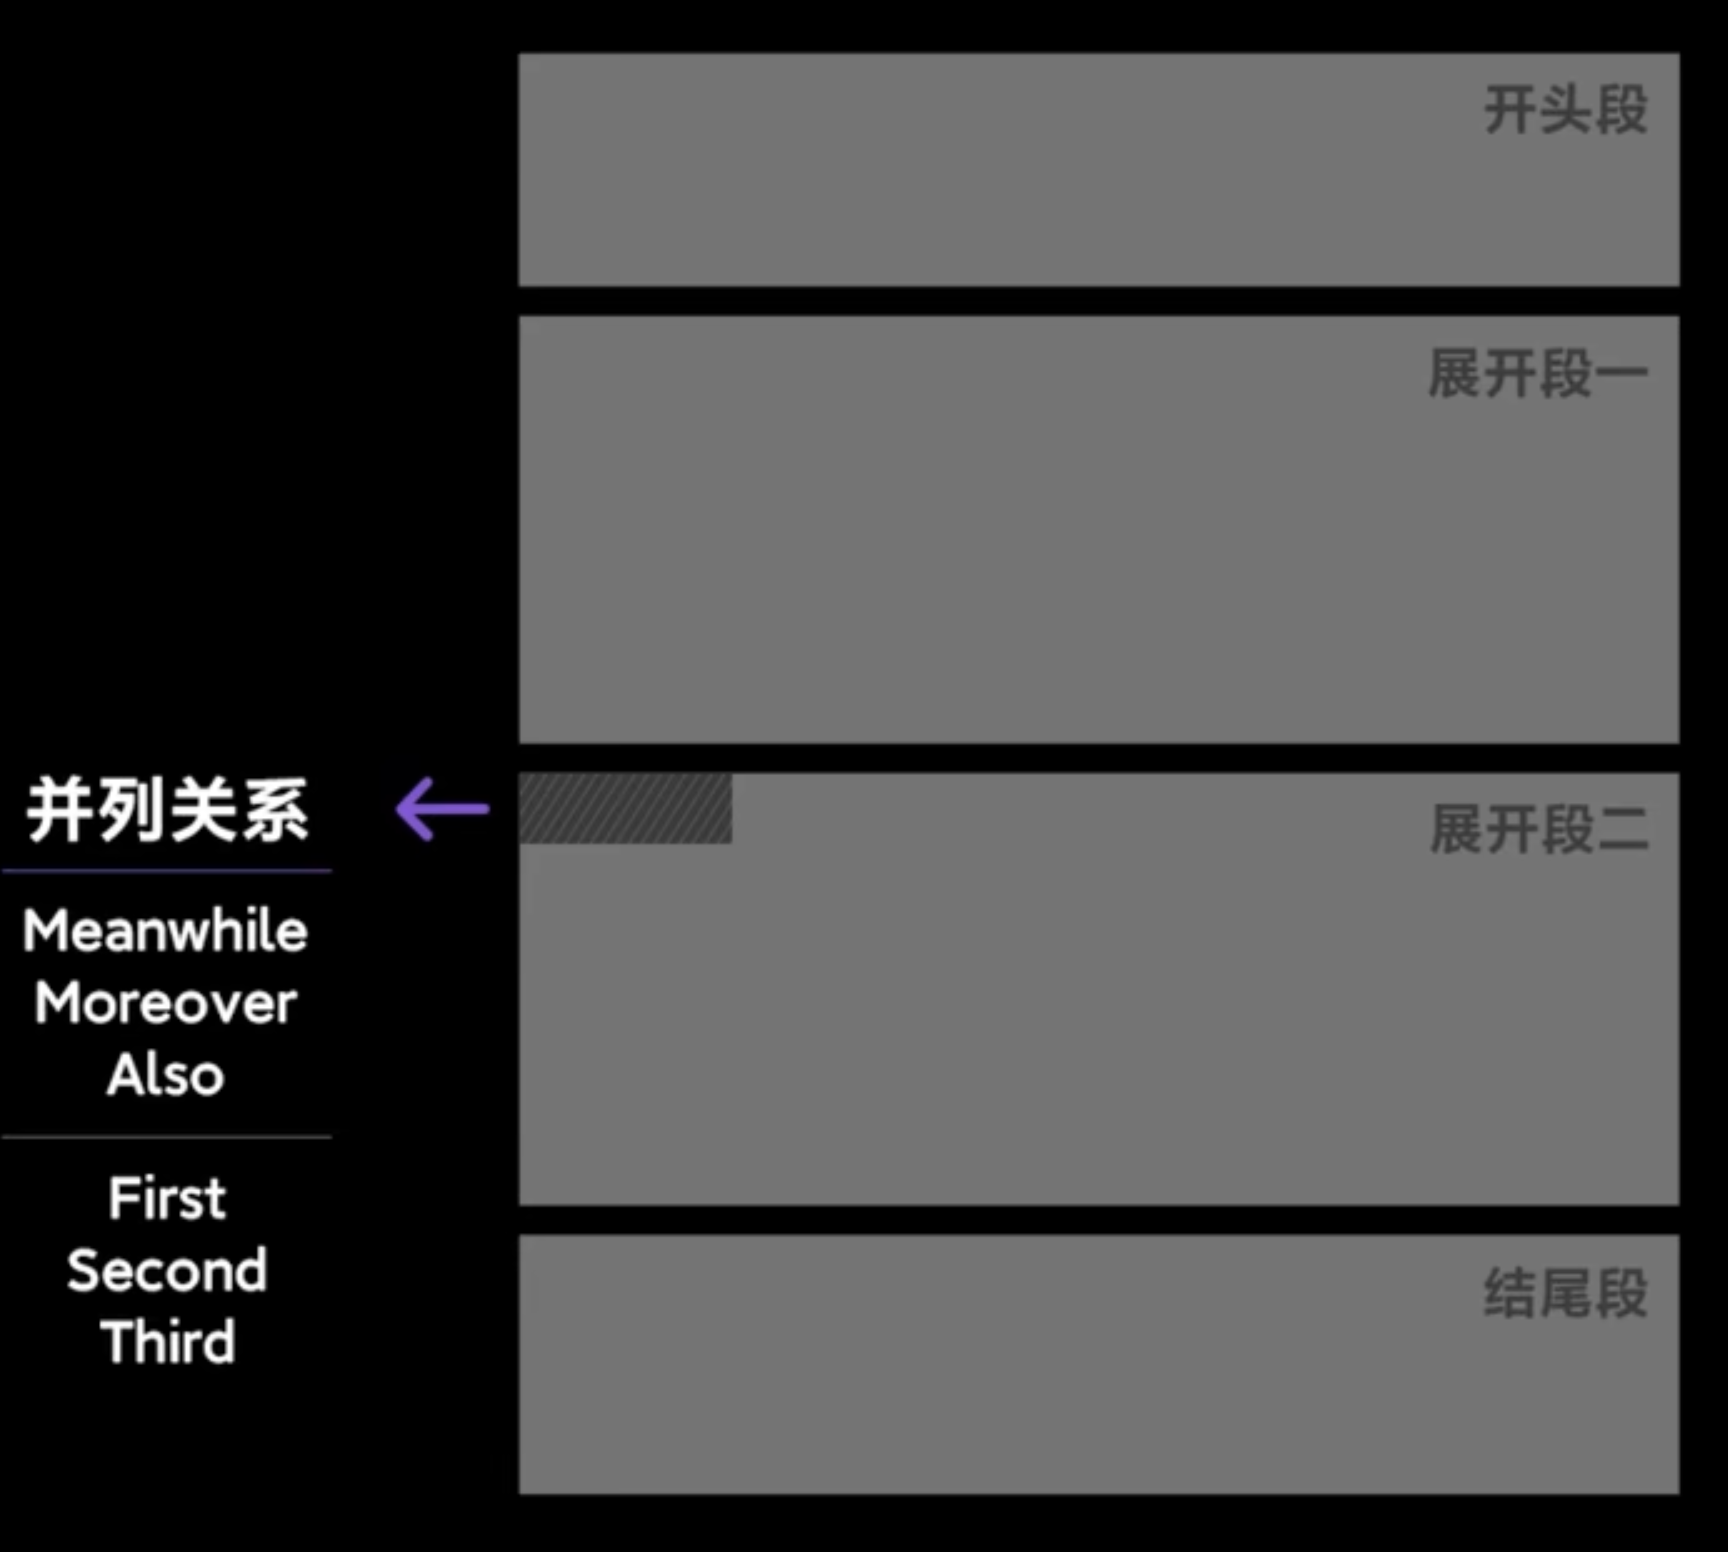 开头段
展开段一
并列关系
展开段二
Meanwhile
Moreover
Also
First
Second
Third
结尾段